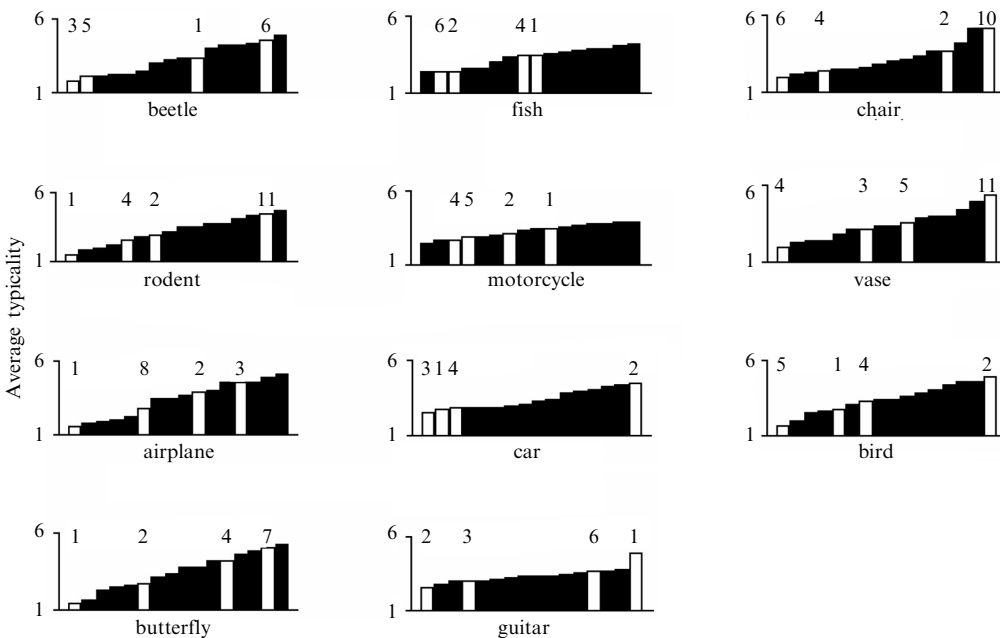 6 3 5 1 6
1
beetle
6 6 2 4 1
1
fish
6 6 4 2 10
1
chair
6 1 4 2 11
1
rodent
6 4 5 2 1
1
motorcycle
6 4 3 5 11
1
vase
Average typicality
6 1 8 2 3
1
airplane
6 3 1 4 2
1
car
6 5 1 4 2
1
bird
6 1 2 4 7
1
butterfly
6 2 3 6 1
1
guitar